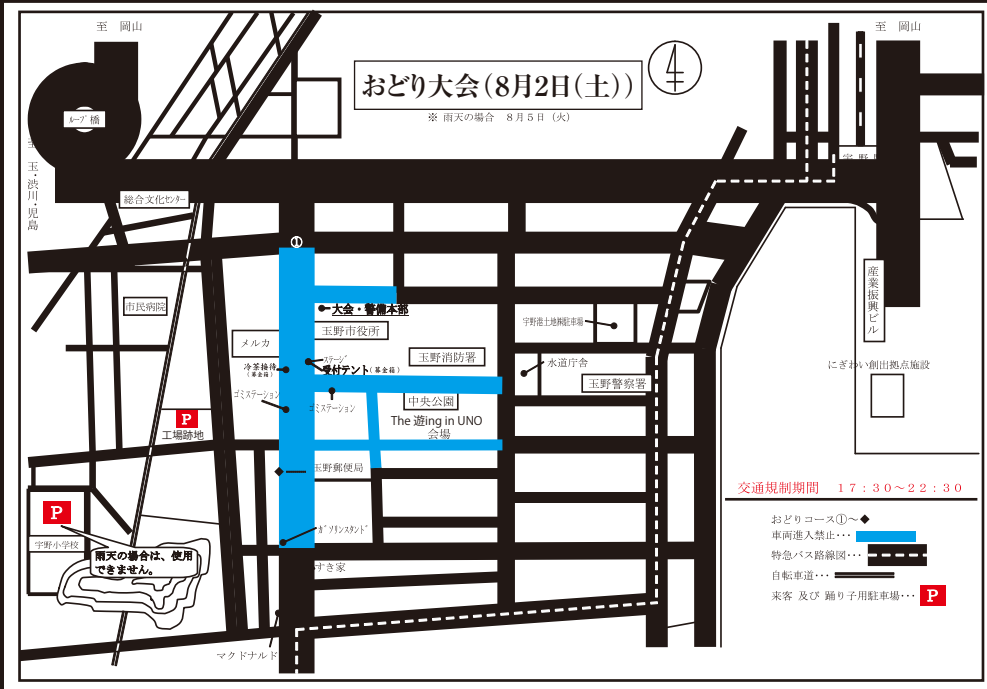 至 岡山
至 岡山
おどり大会(8月2日(土))
※ 雨天の場合 8月5日(火)
ループ橋
至 玉・渋川・児島
総合文化センター
①
市民病院
大会・警備本部
玉野市役所
メルカ
ステージ
冷茶接待
(募金箱)
受付テント(募金箱)
玉野消防署
宇野港土地㈱駐車場
水道庁舎
玉野警察署
産業振興ビル
にぎわい創出拠点施設
ゴミステーション
ゴミステーション
中央公園
The 遊ing in UNO
会場
P
工場跡地
玉野郵便局
P
宇野小学校
雨天の場合は、使用
できません。
ガソリンスタンド
すき家
マクドナルド
交通規制期間 17:30～22:30
おどりコース①～◆
車両進入禁止・・・
特急バス路線図・・・
自転車道・・・
来客 及び 踊り子用駐車場・・・ P